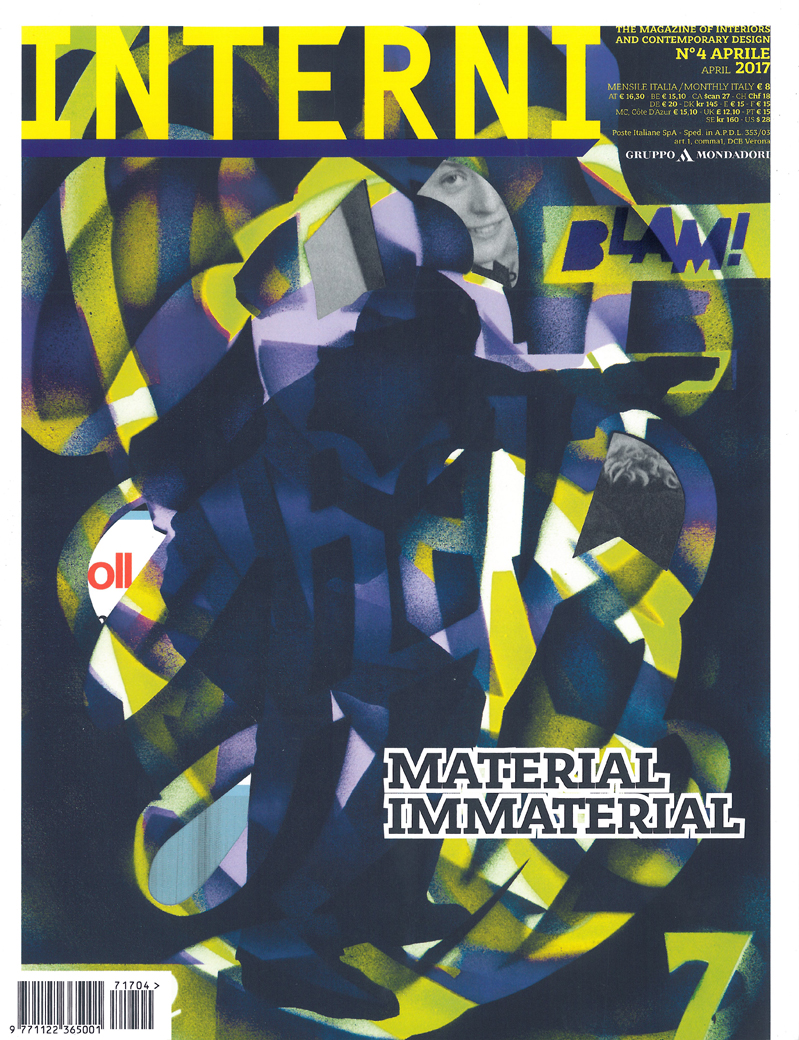 INTERNI
THE MAGAZINE OF INTERIORS
AND CONTEMPORARY DESIGN
N°4 APRILE
APRIL 2017
MENSILE ITALIA/MONTHLY ITALY € 8
AT € 16,30 - BE € 15,10 - CA $can 27 - CH Chf 18
DE € 20 - DK kr 145 - E € 15 - F € 15
MC, Côte D'Azur € 15,10 - UK £ 12,10 - PT € 15
SE kr 160 - US $ 28
Poste Italiane SpA - Sped. in A.P.D.L. 353/03
art.1, comma1, DCB Verona
GRUPPO MONDADORI
BLAM!
oll
MATERIAL
IMMATERIAL
7
71704 >
9 771122 365001